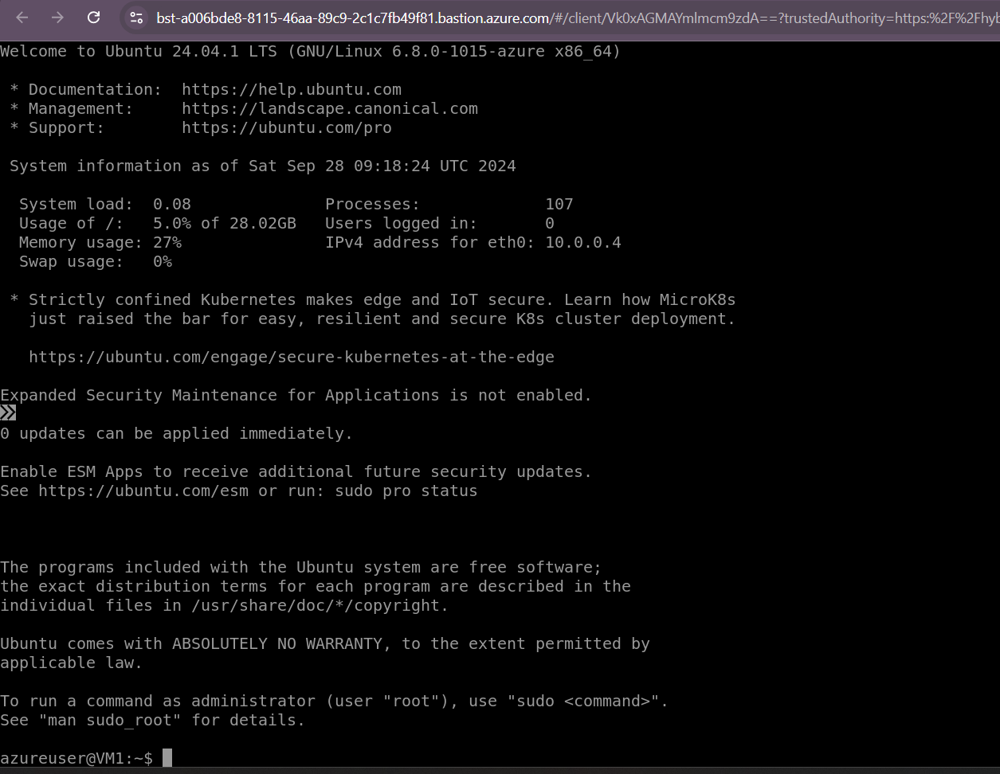 bst-a006bde8-8115-46aa-89c9-2c1c7fb49f81.bastion.azure.com/#/client/Vk0xAGMAYmlmcm9zdA==?trustedAuthority=https:%2F%2Fhyb
Welcome to Ubuntu 24.04.1 LTS (GNU/Linux 6.8.0-1015-azure x86_64)
* Documentation:  https://help.ubuntu.com
* Management:     https://landscape.canonical.com
* Support:        https://ubuntu.com/pro
System information as of Sat Sep 28 09:18:24 UTC 2024
System load:  0.08              Processes:             107
Usage of /:   5.0% of 28.02GB   Users logged in:       0
Memory usage: 27%               IPv4 address for eth0: 10.0.0.4
Swap usage:   0%
* Strictly confined Kubernetes makes edge and IoT secure. Learn how MicroK8s
just raised the bar for easy, resilient and secure K8s cluster deployment.
https://ubuntu.com/engage/secure-kubernetes-at-the-edge
Expanded Security Maintenance for Applications is not enabled.
0 updates can be applied immediately.
Enable ESM Apps to receive additional future security updates.
See https://ubuntu.com/esm or run: sudo pro status
The programs included with the Ubuntu system are free software;
the exact distribution terms for each program are described in the
individual files in /usr/share/doc/*/copyright.
Ubuntu comes with ABSOLUTELY NO WARRANTY, to the extent permitted by
applicable law.
To run a command as administrator (user "root"), use "sudo <command>".
See "man sudo_root" for details.
azureuser@VM1:~$